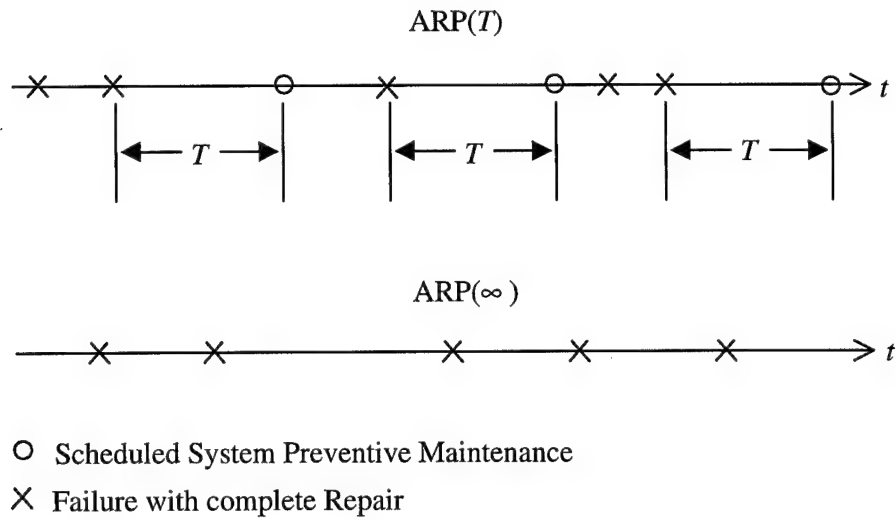 ARP(T)
t
T T T
ARP(∞)
t
Scheduled System Preventive Maintenance
Failure with complete Repair